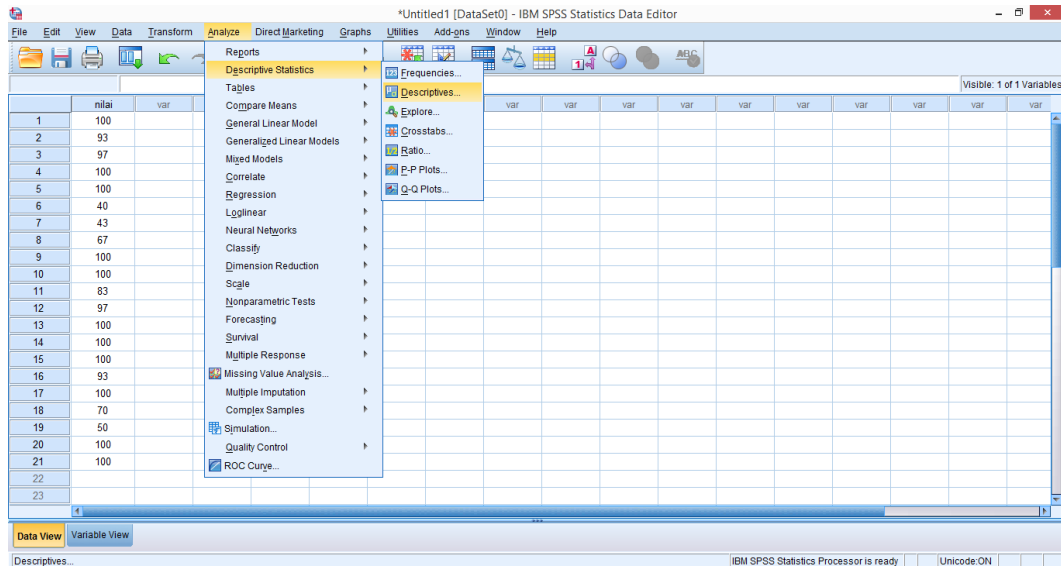 *Untitled1 [DataSet0] - IBM SPSS Statistics Data Editor
File Edit View Data Transform Analyze Direct Marketing Graphs Utilities Add-ons Window Help
Visible: 1 of 1 Variables
Reports
Descriptive Statistics
Tables
Compare Means
General Linear Model
Generalized Linear Models
Mixed Models
Correlate
Regression
Loglinear
Neural Networks
Classify
Dimension Reduction
Scale
Nonparametric Tests
Forecasting
Survival
Multiple Response
Missing Value Analysis...
Multiple Imputation
Complex Samples
Simulation...
Quality Control
ROC Curve...
Frequencies...
Descriptives...
Explore...
Crosstabs...
Ratio...
P-P Plots...
Q-Q Plots...
nilai var var var var var var var var var var var
1 100
2 93
3 97
4 100
5 100
6 40
7 43
8 67
9 100
10 100
11 83
12 97
13 100
14 100
15 100
16 93
17 100
18 70
19 50
20 100
21 100
22
23
Data View Variable View
Descriptives... IBM SPSS Statistics Processor is ready Unicode:ON